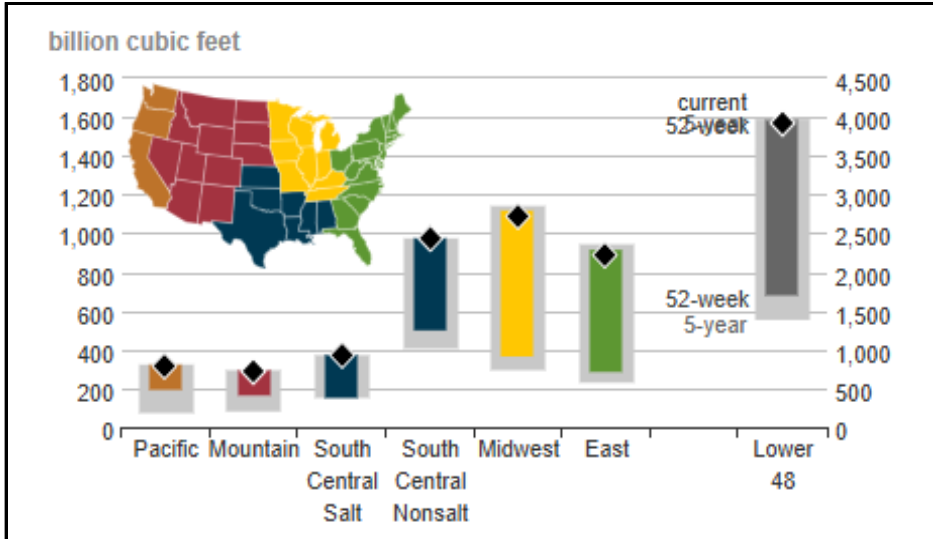 billion cubic feet
1,800
1,600
1,400
1,200
1,000
800
600
400
200
0
4,500
4,000
3,500
3,000
2,500
2,000
1,500
1,000
500
0
current
5-year
52-week
52-week
5-year
Pacific
Mountain
South
Central
Salt
South
Central
Nonsalt
Midwest
East
Lower
48